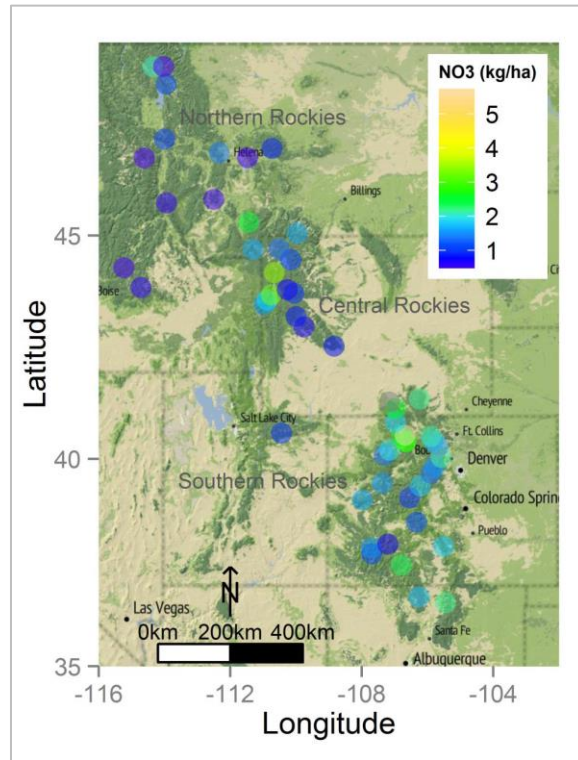 NO3 (kg/ha)
5
4
3
2
1
Northern Rockies
Helena
Billings
45
Boise
Central Rockies
Latitude
Salt Lake City
Cheyenne
Ft. Collins
40
Denver
Southern Rockies
Colorado Sprin
Pueblo
N
Las Vegas
0km 200km 400km
Santa Fe
Albuquerque
35
-116 -112 -108 -104
Longitude